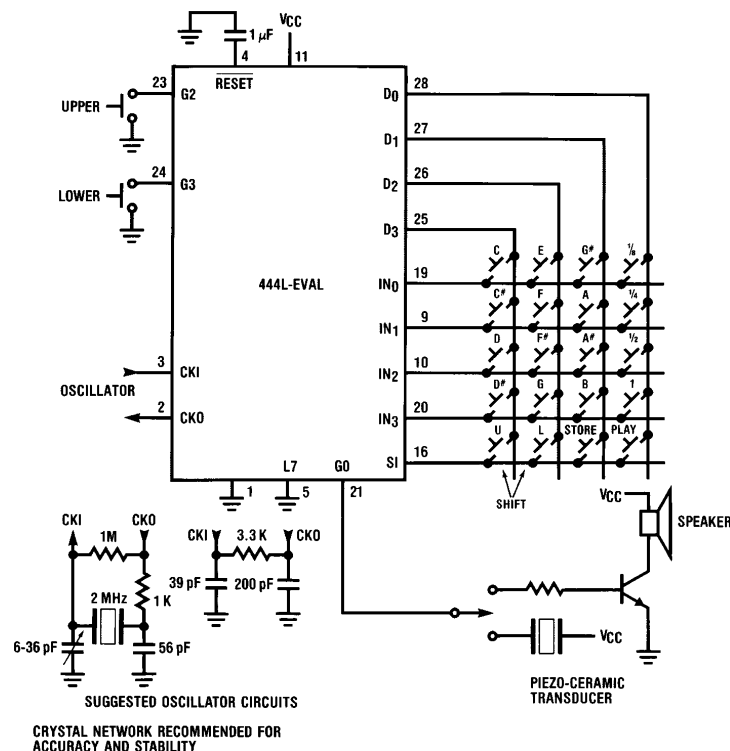 1 µF
VCC
4
11
RESET
23
G2
UPPER
24
G3
LOWER
444L-EVAL
D0
28
D1
27
D2
26
D3
25
C
E
G#
1/8
IN0
19
C#
F
A
1/4
IN1
9
D
F#
A#
1/2
IN2
10
D#
G
B
1
IN3
20
U
L
STORE
PLAY
SI
16
SHIFT
3
CKI
OSCILLATOR
2
CKO
L7
G0
1
5
21
CKI
CKO
1M
1 K
2 MHz
6-36 pF
56 pF
CKI
3.3 K
CKO
39 pF
200 pF
VCC
SPEAKER
VCC
PIEZO-CERAMIC
TRANSDUCER
SUGGESTED OSCILLATOR CIRCUITS
CRYSTAL NETWORK RECOMMENDED FOR
ACCURACY AND STABILITY